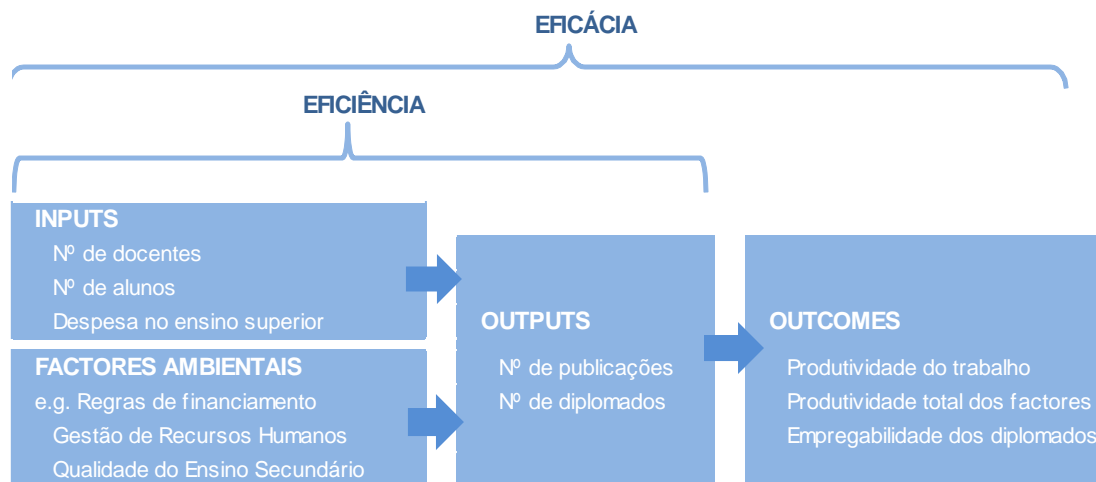 EFICÁCIA
EFICIÊNCIA
INPUTS
Nº de docentes
Nº de alunos
Despesa no ensino superior
FACTORES AMBIENTAIS
e.g. Regras de financiamento
Gestão de Recursos Humanos
Qualidade do Ensino Secundário
OUTPUTS
Nº de publicações
Nº de diplomados
OUTCOMES
Produtividade do trabalho
Produtividade total dos factores
Empregabilidade dos diplomados